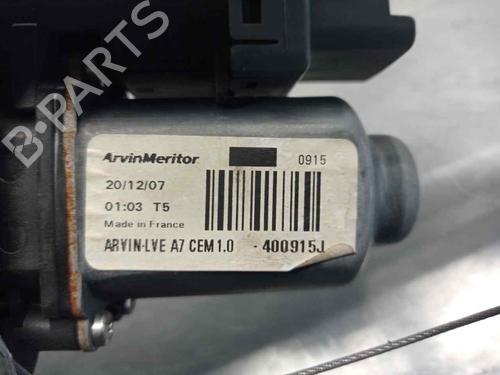 B-PARTS
ArvinMeritor 0915
20/12/07
01:03 T5
Made in France
ARVIN-LVE A7 CEM1.0 -400915J